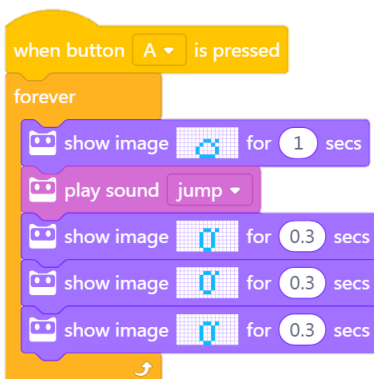 when button A is pressed
forever
show image for 1 secs
play sound jump
show image for 0.3 secs
show image for 0.3 secs
show image for 0.3 secs